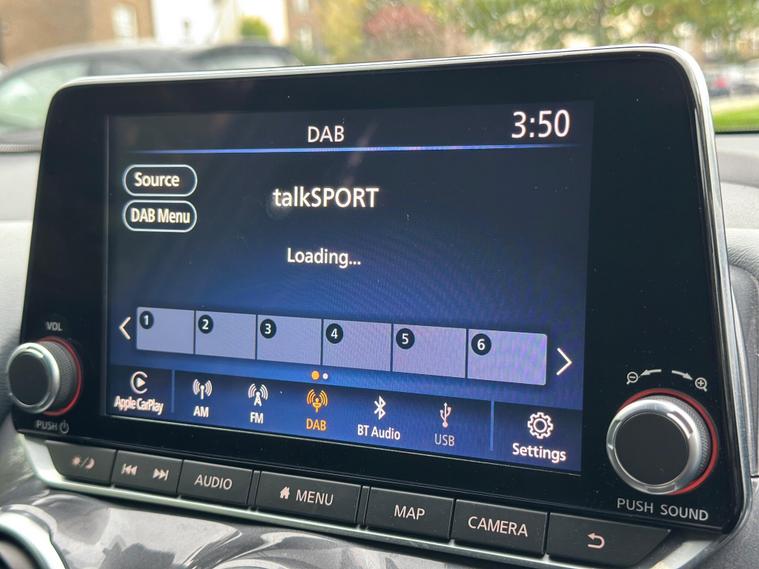 DAB
3:50
Source
talkSPORT
DAB Menu
Loading...
1 2 3 4 5 6
VOL
Apple CarPlay
AM
FM
DAB
BT Audio
USB
Settings
PUSH
AUDIO
MENU
MAP
CAMERA
PUSH SOUND